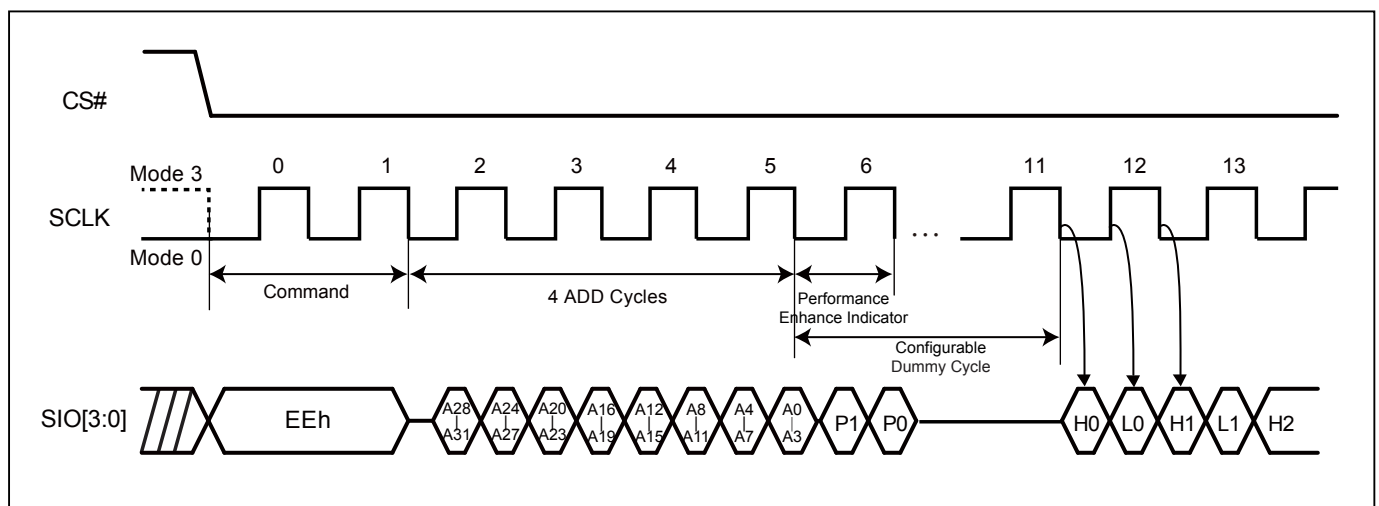 CS#
Mode 3
0 1 2 3 4 5 6 11 12 13
SCLK
...
Mode 0
Command
4 ADD Cycles
Performance
Enhance Indicator
Configurable
Dummy Cycle
SIO[3:0]
EEh
A28 | A31
A24 | A27
A20 | A23
A16 | A19
A12 | A15
A8 | A11
A4 | A7
A0 | A3
P1
P0
H0
L0
H1
L1
H2